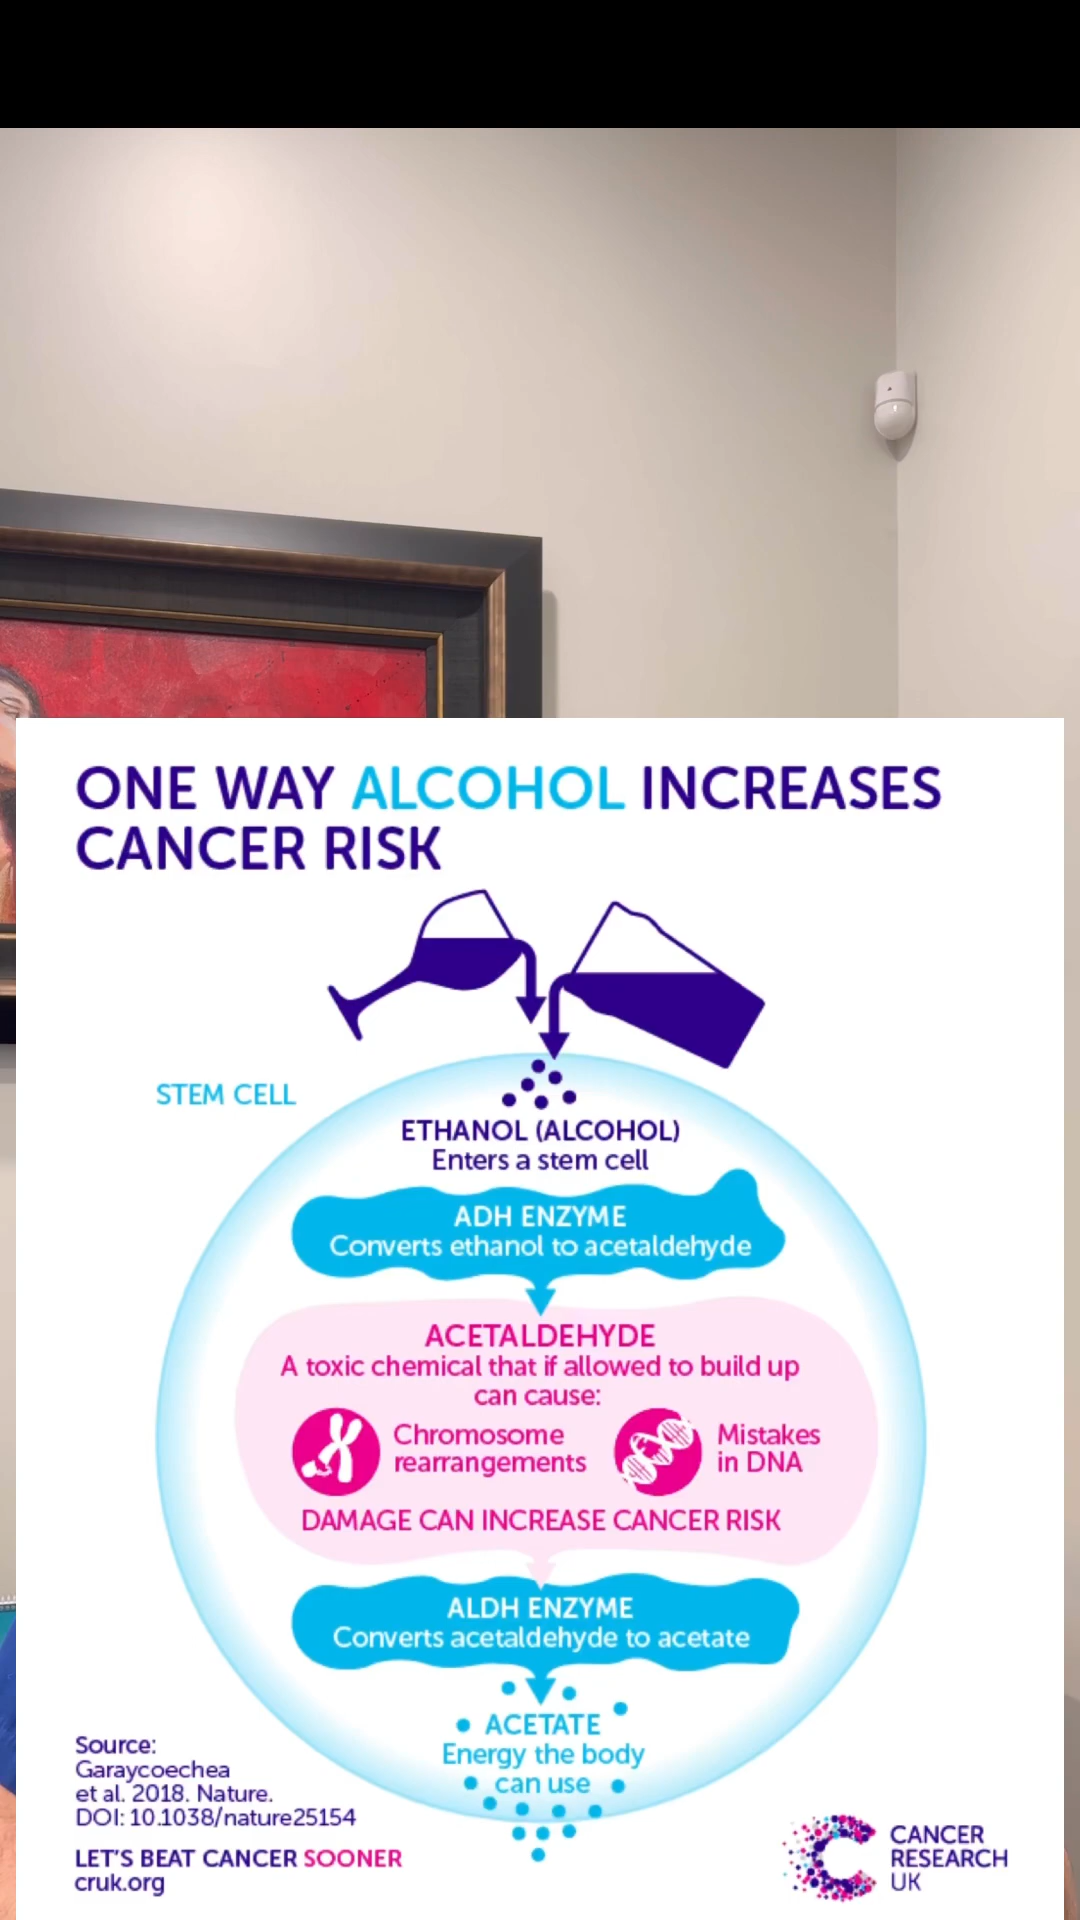 ONE WAY ALCOHOL INCREASES
CANCER RISK
STEM CELL
ETHANOL (ALCOHOL)
Enters a stem cell
ADH ENZYME
Converts ethanol to acetaldehyde
ACETALDEHYDE
A toxic chemical that if allowed to build up
can cause:
Chromosome
rearrangements
Mistakes
in DNA
DAMAGE CAN INCREASE CANCER RISK
ALDH ENZYME
Converts acetaldehyde to acetate
ACETATE
Energy the body
can use
Source:
Garaycoechea
et al. 2018. Nature.
DOI: 10.1038/nature25154
LET'S BEAT CANCER SOONER
cruk.org
CANCER
RESEARCH
UK